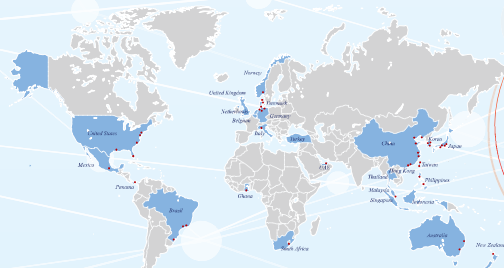 Norway
United Kingdom
Denmark
Netherlands
Germany
Belgium
Italy
Turkey
United States
China
Korea
Japan
Mexico
UAE
Taiwan
Hong Kong
Thailand
Panama
Ghana
Philippines
Malaysia
Singapore
Indonesia
Brasil
Australia
South Africa
New Zealand